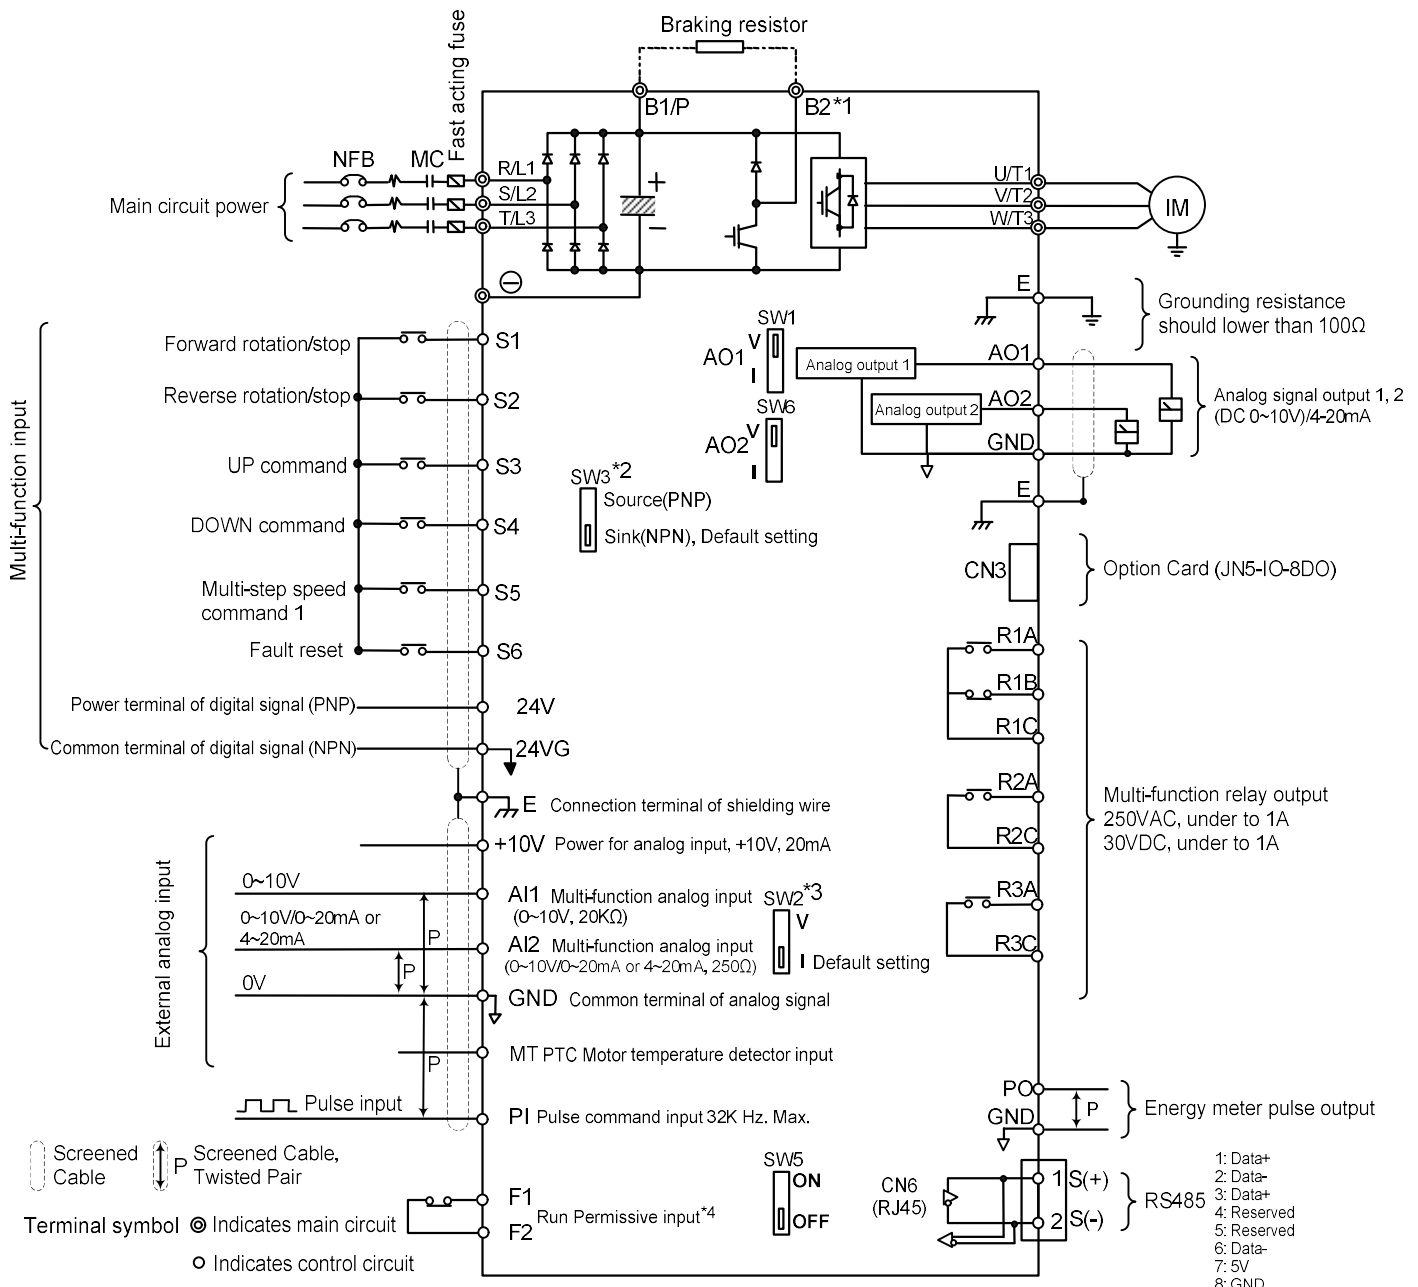 Braking resistor
Fast acting fuse
B1/P
B2*1
NFB
MC
R/L1
S/L2
T/L3
Main circuit power
+
−
⊖
U/T1
V/T2
W/T3
IM
E
Grounding resistance
should lower than 100Ω
Multi-function input
Forward rotation/stop
S1
Reverse rotation/stop
S2
UP command
S3
DOWN command
S4
Multi-step speed
command 1
S5
Fault reset
S6
Power terminal of digital signal (PNP)
24V
Common terminal of digital signal (NPN)
24VG
E Connection terminal of shielding wire
SW1
AO1
V
I
SW6
AO2
V
I
Analog output 1
Analog output 2
AO1
AO2
GND
E
Analog signal output 1, 2
(DC 0~10V)/4-20mA
SW3*2
Source(PNP)
Sink(NPN), Default setting
CN3
Option Card (JN5-IO-8DO)
R1A
R1B
R1C
R2A
R2C
R3A
R3C
Multi-function relay output
250VAC, under to 1A
30VDC, under to 1A
External analog input
+10V Power for analog input, +10V, 20mA
0~10V
AI1 Multi-function analog input
(0~10V, 20KΩ)
0~10V/0~20mA or
4~20mA
P
AI2 Multi-function analog input
(0~10V/0~20mA or 4~20mA, 250Ω)
P
0V
GND Common terminal of analog signal
SW2*3
V
I Default setting
MT PTC Motor temperature detector input
P
Pulse input
PI Pulse command input 32K Hz. Max.
PO
GND
P
Energy meter pulse output
Screened
Cable
P
Screened Cable,
Twisted Pair
Terminal symbol
Indicates main circuit
Indicates control circuit
F1
F2
Run Permissive input*4
SW5
ON
OFF
CN6
(RJ45)
1 S(+)
2 S(-)
RS485
1: Data+
2: Data-
3: Data+
4: Reserved
5: Reserved
6: Data-
7: 5V
8: GND